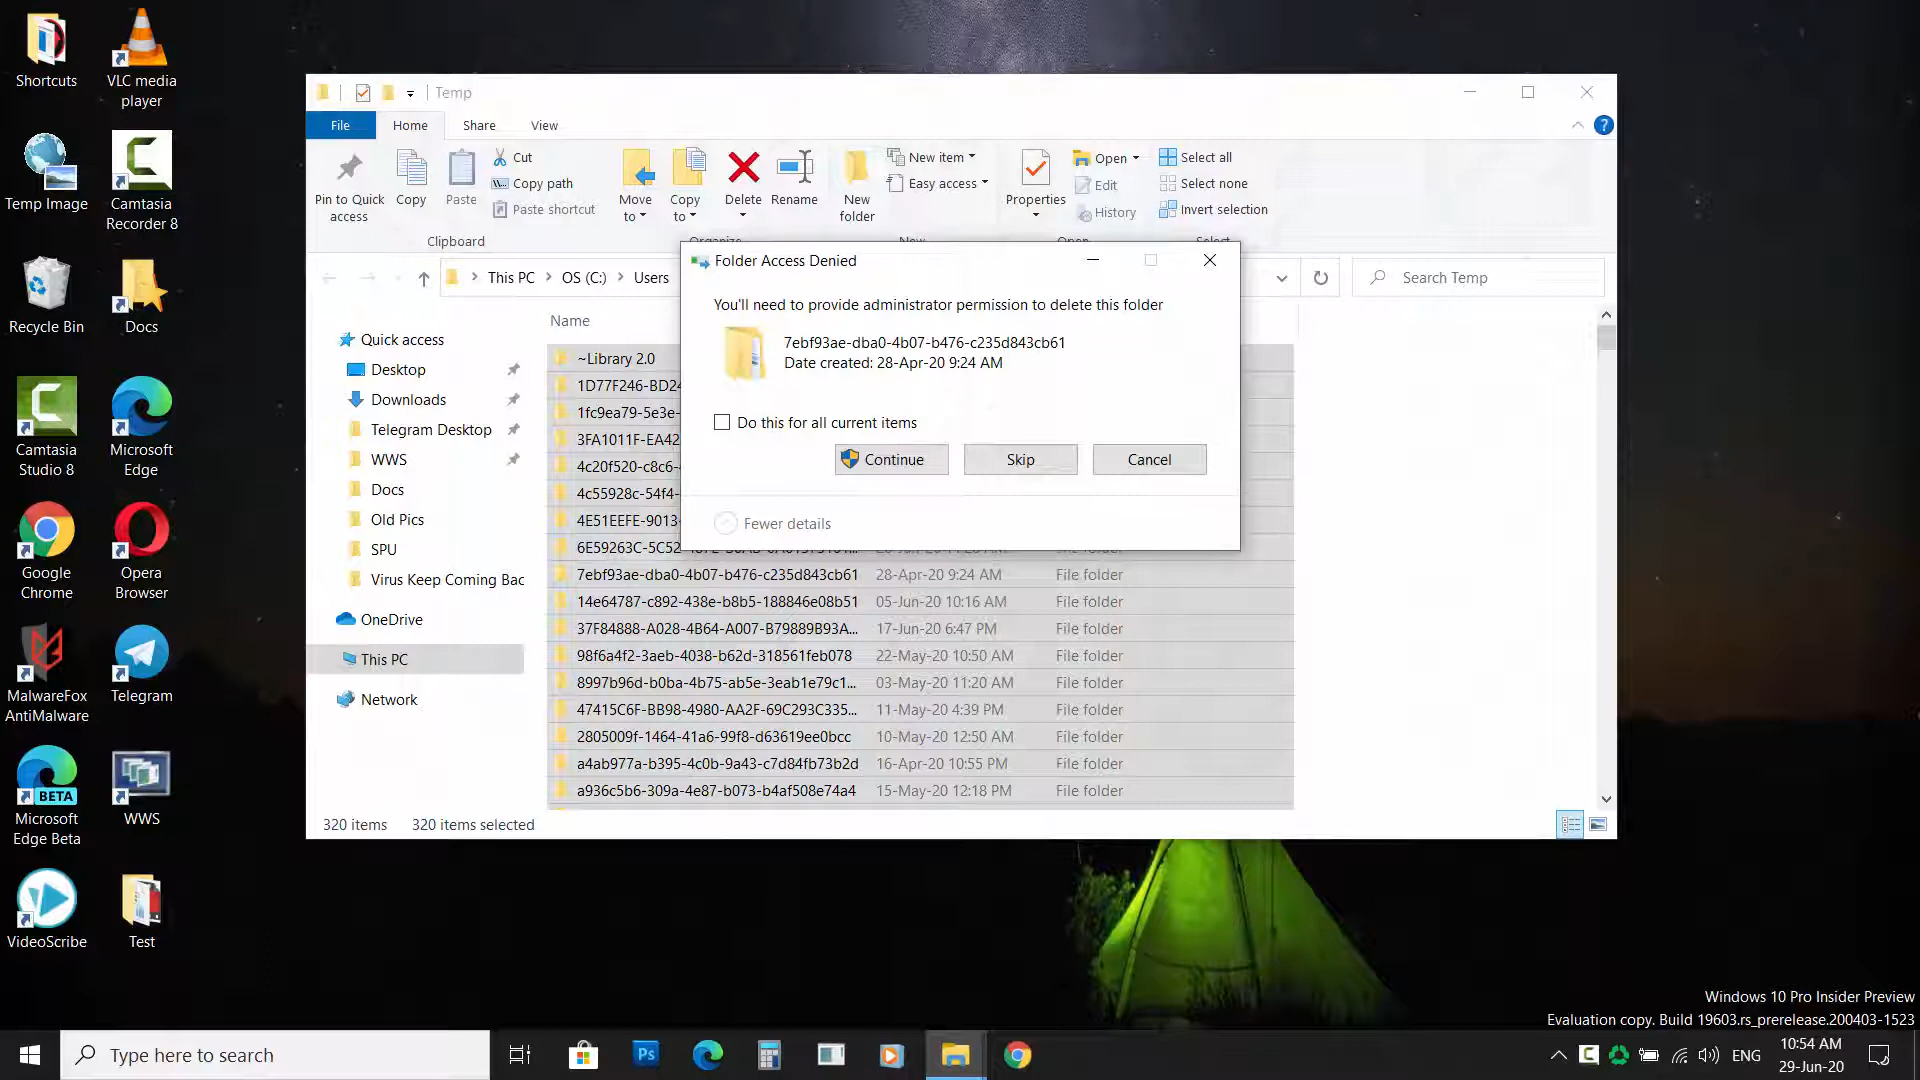 Shortcuts
VLC media
player
Temp Image
Camtasia
Recorder 8
Recycle Bin
Docs
Camtasia
Studio 8
Microsoft
Edge
Google
Chrome
Opera
Browser
MalwareFox
AntiMalware
Telegram
BETA
Microsoft
Edge Beta
WWS
VideoScribe
Test
Temp
File
Home
Share
View
Pin to Quick
access
Copy
Paste
Cut
Copy path
Paste shortcut
Move
to
Copy
to
Delete
Rename
New
folder
New item
Easy access
Properties
Open
Edit
History
Select all
Select none
Invert selection
Clipboard
Organize
New
Open
Select
This PC > OS (C:) > Users
Search Temp
Quick access
Desktop
Downloads
Telegram Desktop
WWS
Docs
Old Pics
SPU
Virus Keep Coming Bac
OneDrive
This PC
Network
Name
~Library 2.0
1D77F246-BD24
1fc9ea79-5e3e-
3FA1011F-EA42
4c20f520-c8c6-
4c55928c-54f4-
4E51EEFE-9013-
6E59263C-5C52
7ebf93ae-dba0-4b07-b476-c235d843cb61 28-Apr-20 9:24 AM File folder
14e64787-c892-438e-b8b5-188846e08b51 05-Jun-20 10:16 AM File folder
37F84888-A028-4B64-A007-B79889B93A... 17-Jun-20 6:47 PM File folder
98f6a4f2-3aeb-4038-b62d-318561feb078 22-May-20 10:50 AM File folder
8997b96d-b0ba-4b75-ab5e-3eab1e79c1... 03-May-20 11:20 AM File folder
47415C6F-BB98-4980-AA2F-69C293C335... 11-May-20 4:39 PM File folder
2805009f-1464-41a6-99f8-d63619ee0bcc 10-May-20 12:50 AM File folder
a4ab977a-b395-4c0b-9a43-c7d84fb73b2d 16-Apr-20 10:55 PM File folder
a936c5b6-309a-4e87-b073-b4af508e74a4 15-May-20 12:18 PM File folder
320 items 320 items selected
Folder Access Denied
You'll need to provide administrator permission to delete this folder
7ebf93ae-dba0-4b07-b476-c235d843cb61
Date created: 28-Apr-20 9:24 AM
Do this for all current items
Continue
Skip
Cancel
Fewer details
Windows 10 Pro Insider Preview
Evaluation copy. Build 19603.rs_prerelease.200403-1523
Type here to search
Ps
ENG
10:54 AM
29-Jun-20